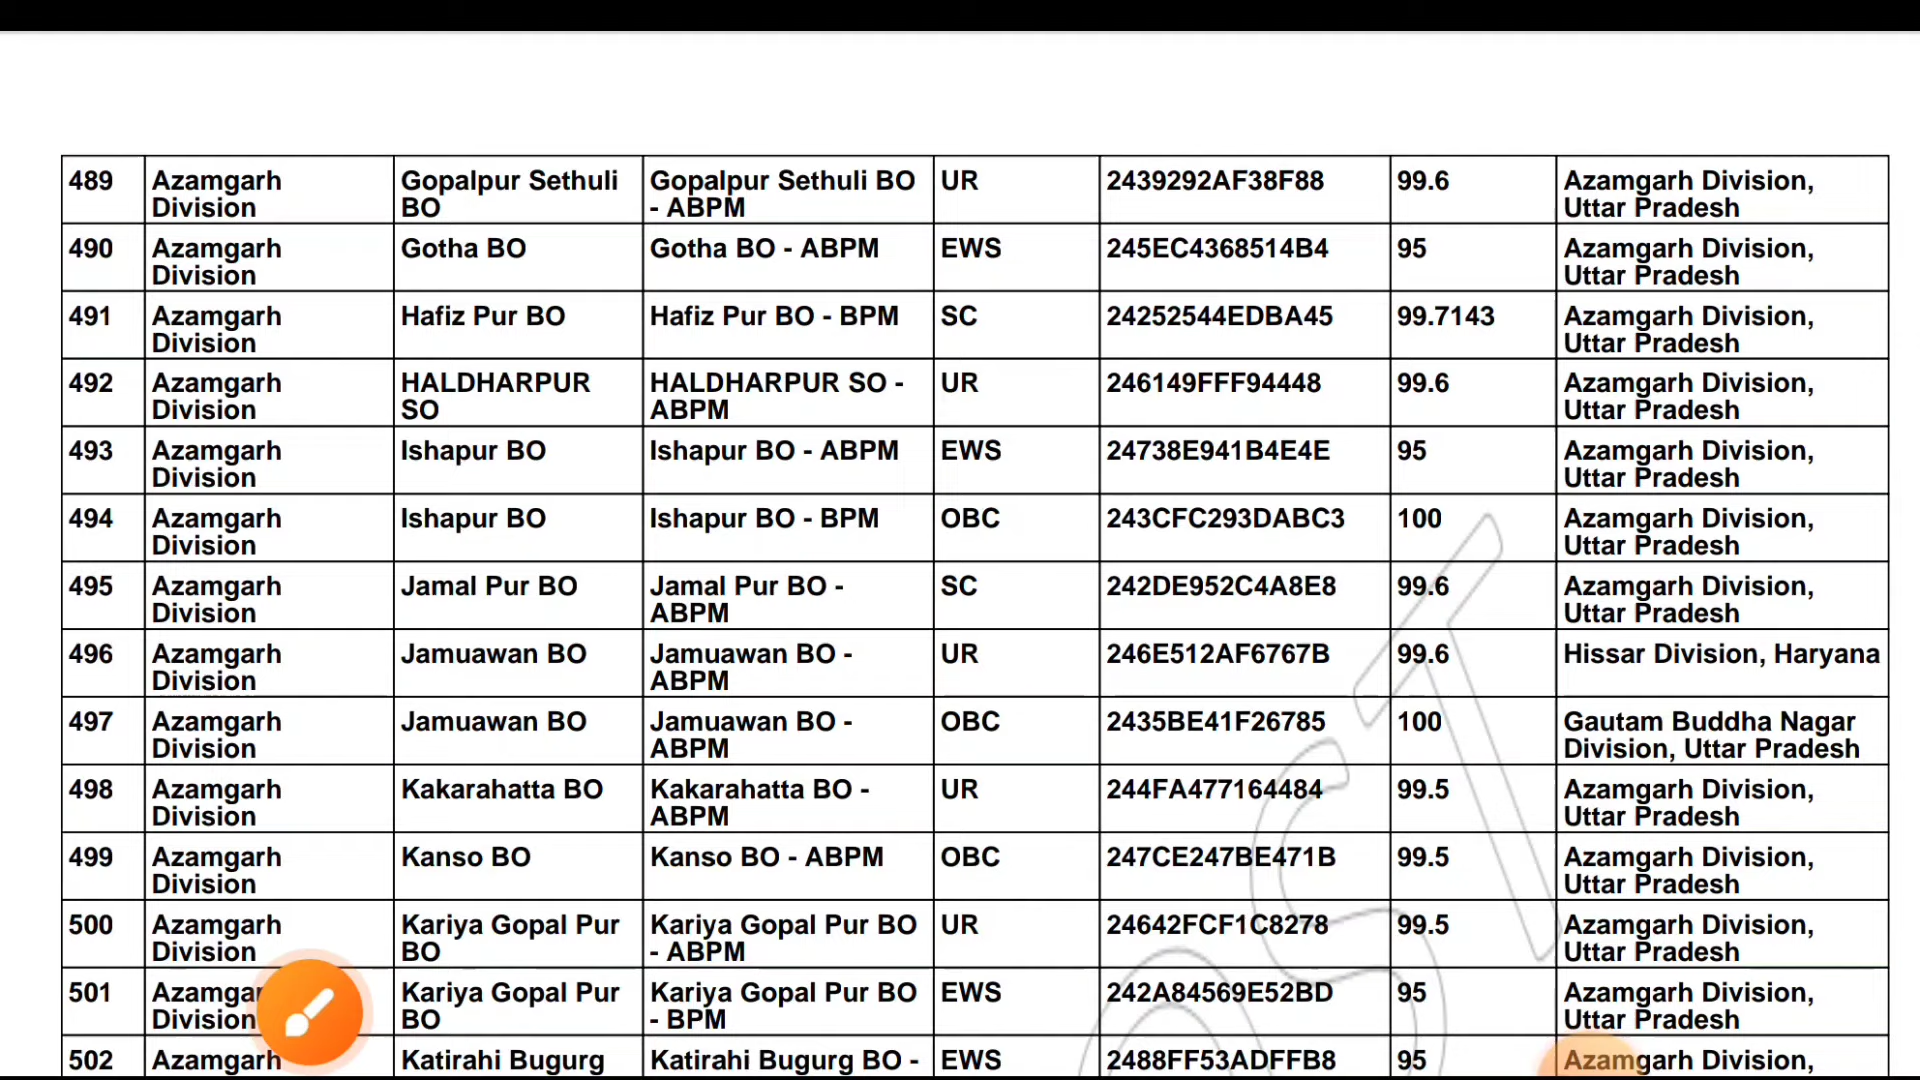 489 Azamgarh Division Gopalpur Sethuli BO Gopalpur Sethuli BO - ABPM UR 2439292AF38F88 99.6 Azamgarh Division, Uttar Pradesh
490 Azamgarh Division Gotha BO Gotha BO - ABPM EWS 245EC4368514B4 95 Azamgarh Division, Uttar Pradesh
491 Azamgarh Division Hafiz Pur BO Hafiz Pur BO - BPM SC 24252544EDBA45 99.7143 Azamgarh Division, Uttar Pradesh
492 Azamgarh Division HALDHARPUR SO HALDHARPUR SO - ABPM UR 246149FFF94448 99.6 Azamgarh Division, Uttar Pradesh
493 Azamgarh Division Ishapur BO Ishapur BO - ABPM EWS 24738E941B4E4E 95 Azamgarh Division, Uttar Pradesh
494 Azamgarh Division Ishapur BO Ishapur BO - BPM OBC 243CFC293DABC3 100 Azamgarh Division, Uttar Pradesh
495 Azamgarh Division Jamal Pur BO Jamal Pur BO - ABPM SC 242DE952C4A8E8 99.6 Azamgarh Division, Uttar Pradesh
496 Azamgarh Division Jamuawan BO Jamuawan BO - ABPM UR 246E512AF6767B 99.6 Hissar Division, Haryana
497 Azamgarh Division Jamuawan BO Jamuawan BO - ABPM OBC 2435BE41F26785 100 Gautam Buddha Nagar Division, Uttar Pradesh
498 Azamgarh Division Kakarahatta BO Kakarahatta BO - ABPM UR 244FA477164484 99.5 Azamgarh Division, Uttar Pradesh
499 Azamgarh Division Kanso BO Kanso BO - ABPM OBC 247CE247BE471B 99.5 Azamgarh Division, Uttar Pradesh
500 Azamgarh Division Kariya Gopal Pur BO Kariya Gopal Pur BO - ABPM UR 24642FCF1C8278 99.5 Azamgarh Division, Uttar Pradesh
501 Division Kariya Gopal Pur BO Kariya Gopal Pur BO - BPM EWS 242A84569E52BD 95 Azamgarh Division, Uttar Pradesh
502 Azamgarh Katirahi Bugurg Katirahi Bugurg BO - EWS 2488FF53ADFFB8 95 Azamgarh Division,